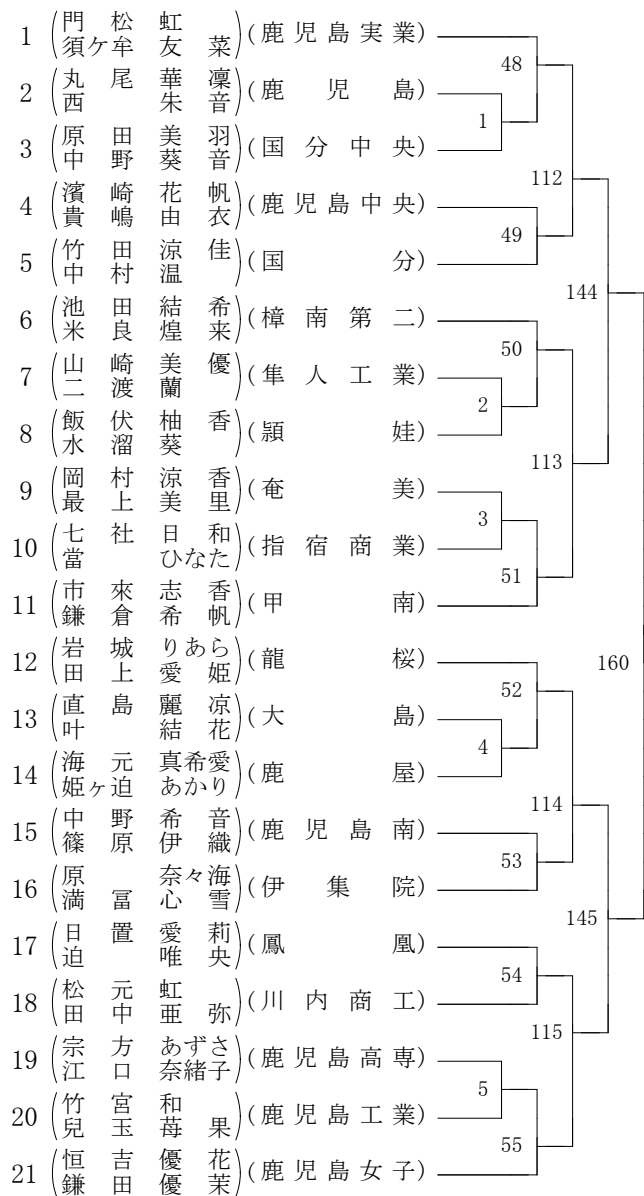 1 (門松虹 須ケ牟友菜) (鹿児島実業)
2 (丸尾華凜 西朱音) (鹿児島)
3 (原田美羽 中野葵音) (国分中央)
4 (濱崎花帆 貴嶋由衣) (鹿児島中央)
5 (竹田涼佳 中村温) (国分)
6 (池田結希 米良煌来) (樟南第二)
7 (山崎美優 二渡蘭) (隼人工業)
8 (飯伏柚香 水溜葵) (頴娃)
9 (岡村涼香 最上美里) (奄美)
10 (七社日和 當ひなた) (指宿商業)
11 (市來志香 鎌倉希帆) (甲南)
12 (岩城りあら 田上愛姫) (龍桜)
13 (直島麗凉 叶結花) (大島)
14 (海元真希愛 姫ヶ迫あかり) (鹿屋)
15 (中野希音 篠原伊織) (鹿児島南)
16 (原奈々海 満冨心雪) (伊集院)
17 (日置愛莉 迫唯央) (鳳凰)
18 (松元虹 田中亜弥) (川内商工)
19 (宗方あずさ 江口奈緒子) (鹿児島高専)
20 (竹宮和 兒玉苺果) (鹿児島工業)
21 (恒吉優花 鎌田優茉) (鹿児島女子)
1
2
3
4
5
48
49
50
51
52
53
54
55
112
113
114
115
144
145
160